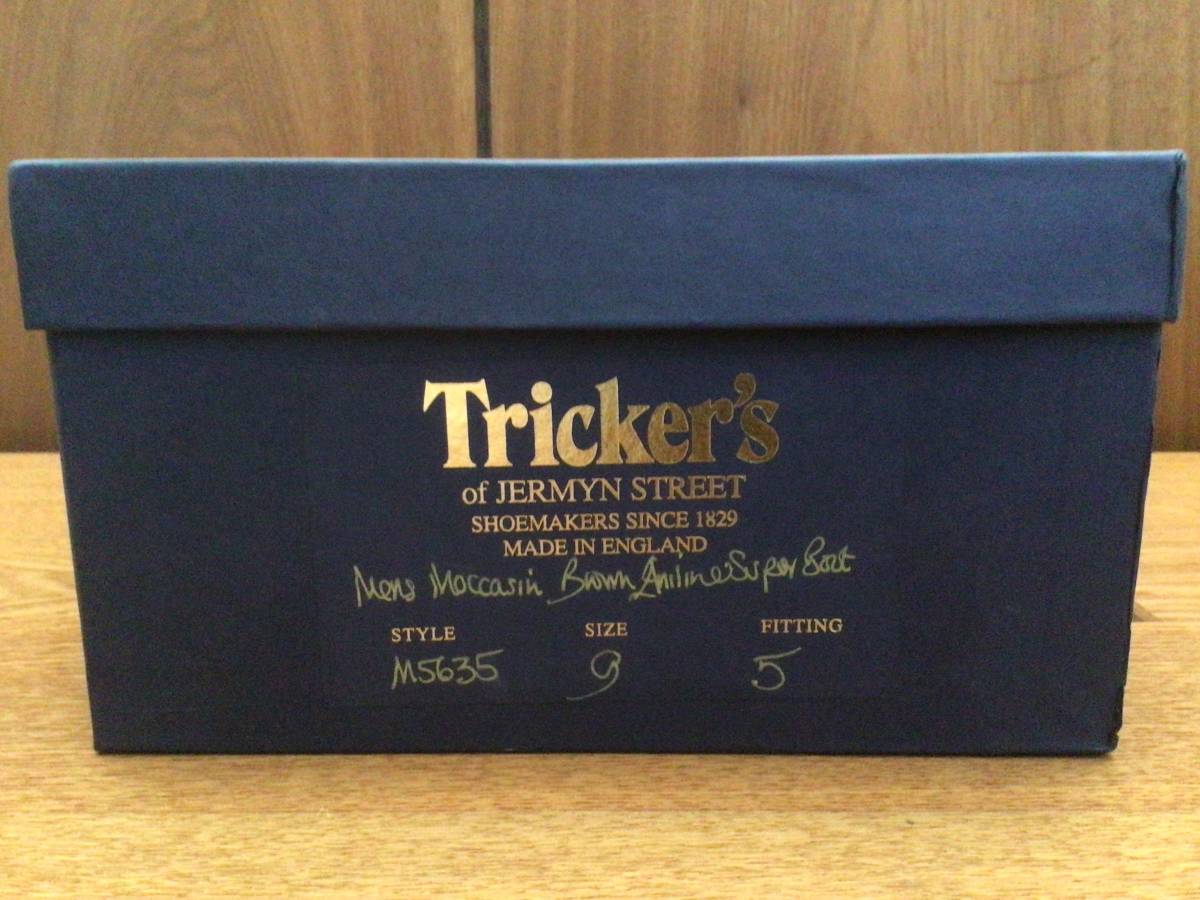 Tricker's
of JERMYN STREET
SHOEMAKERS SINCE 1829
MADE IN ENGLAND
Mens Moccasin Brown Aniline Super Boot
STYLE SIZE FITTING
M5635 9 5